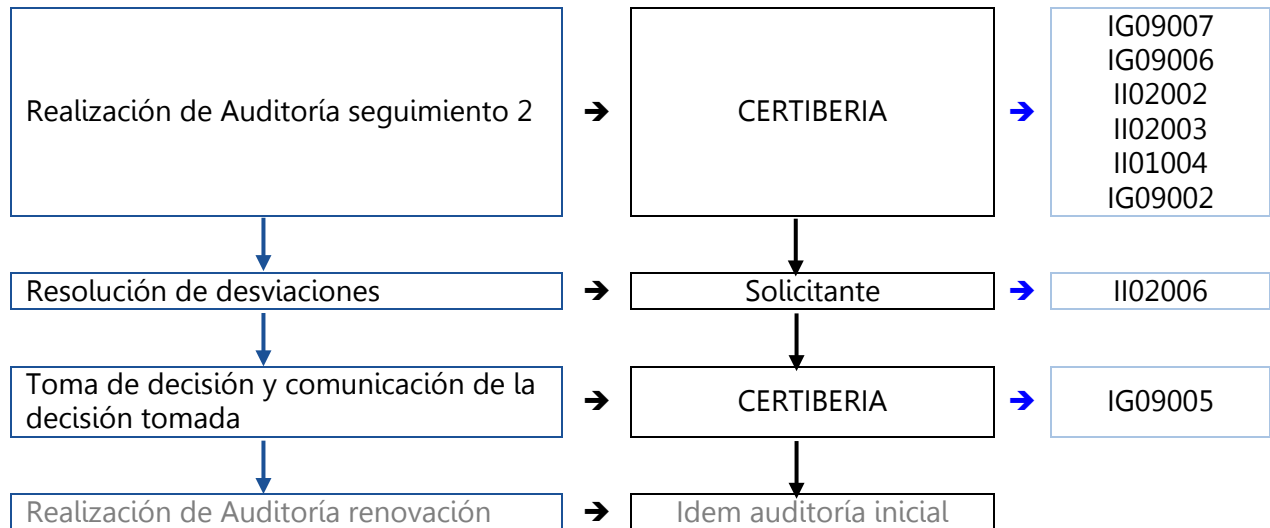 Realización de Auditoría seguimiento 2 ➔ CERTIBERIA ➔
IG09007
IG09006
II02002
II02003
II01004
IG09002
Resolución de desviaciones ➔ Solicitante ➔ II02006
Toma de decisión y comunicación de la
decisión tomada ➔ CERTIBERIA ➔ IG09005
Realización de Auditoría renovación ➔ Idem auditoría inicial